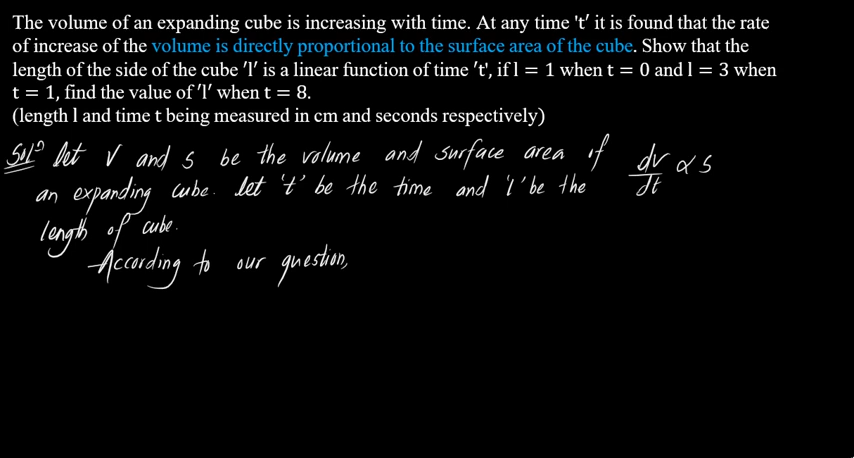 The volume of an expanding cube is increasing with time. At any time 't′ it is found that the rate
of increase of the volume is directly proportional to the surface area of the cube. Show that the
length of the side of the cube ′l′ is a linear function of time ′t', if l = 1 when t = 0 and l = 3 when
t = 1, find the value of ′l′ when t = 8.
(length l and time t being measured in cm and seconds respectively)
Solⁿ Let V and S be the volume and surface area of dv/dt ∝ S
an expanding cube. let 't' be the time and 'l' be the
length of cube.
According to our question,